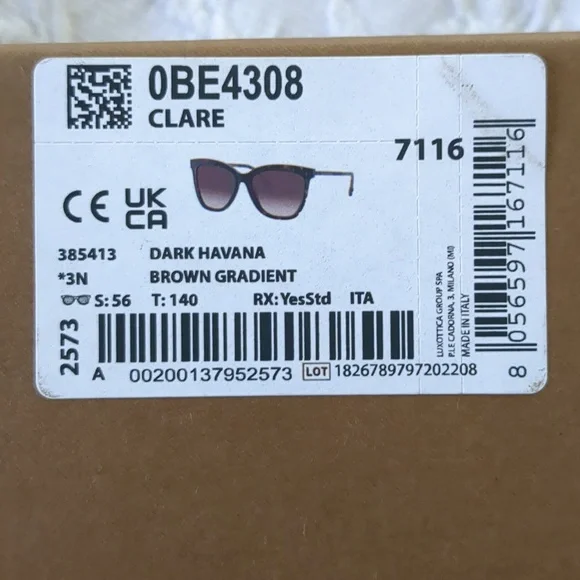 0BE4308
CLARE
7116
CE UK
CA
385413 DARK HAVANA
*3N BROWN GRADIENT
S: 56 T: 140 RX: YesStd ITA
2573
A 00200137952573 LOT 1826789797202208
LUXOTTICA GROUP SPA
P.LE CADORNA, 3, MILANO (MI)
MADE IN ITALY
8 056597 167116